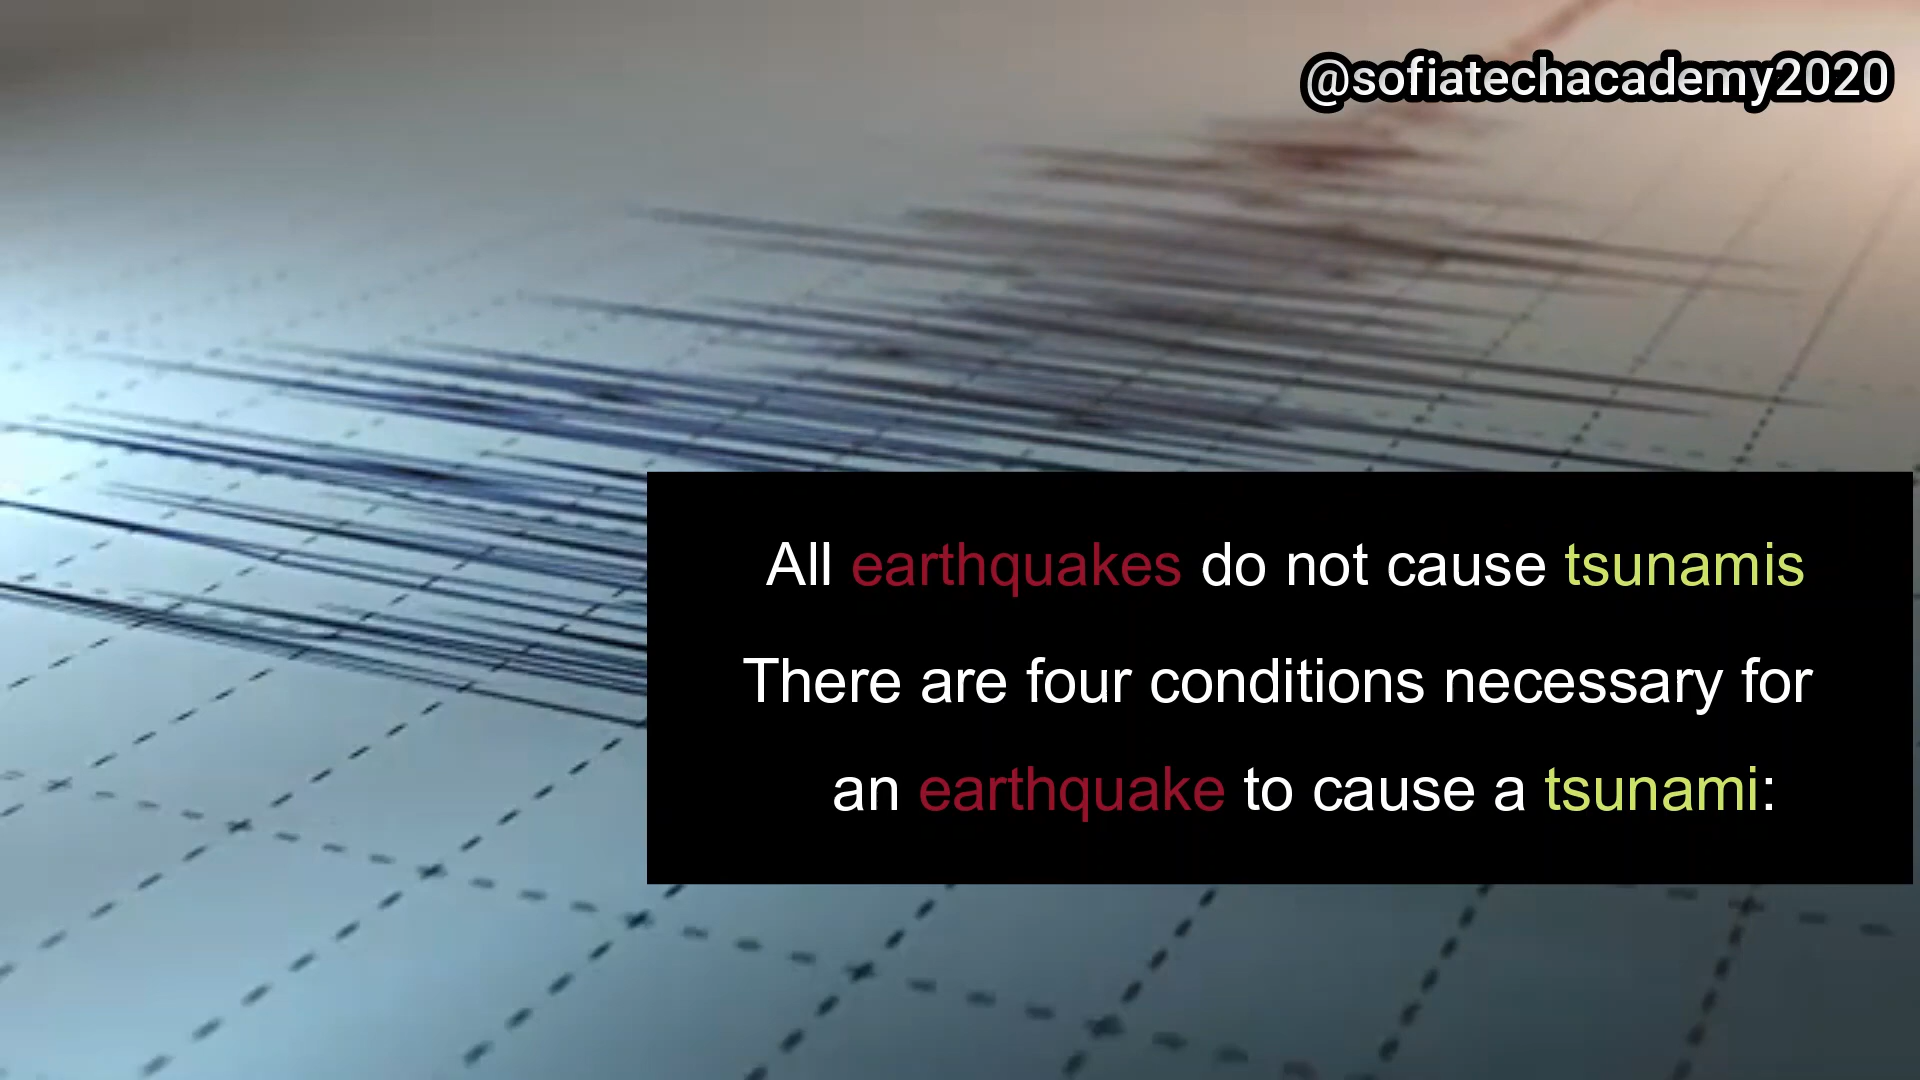 @sofiatechacademy2020
All earthquakes do not cause tsunamis
There are four conditions necessary for
an earthquake to cause a tsunami: